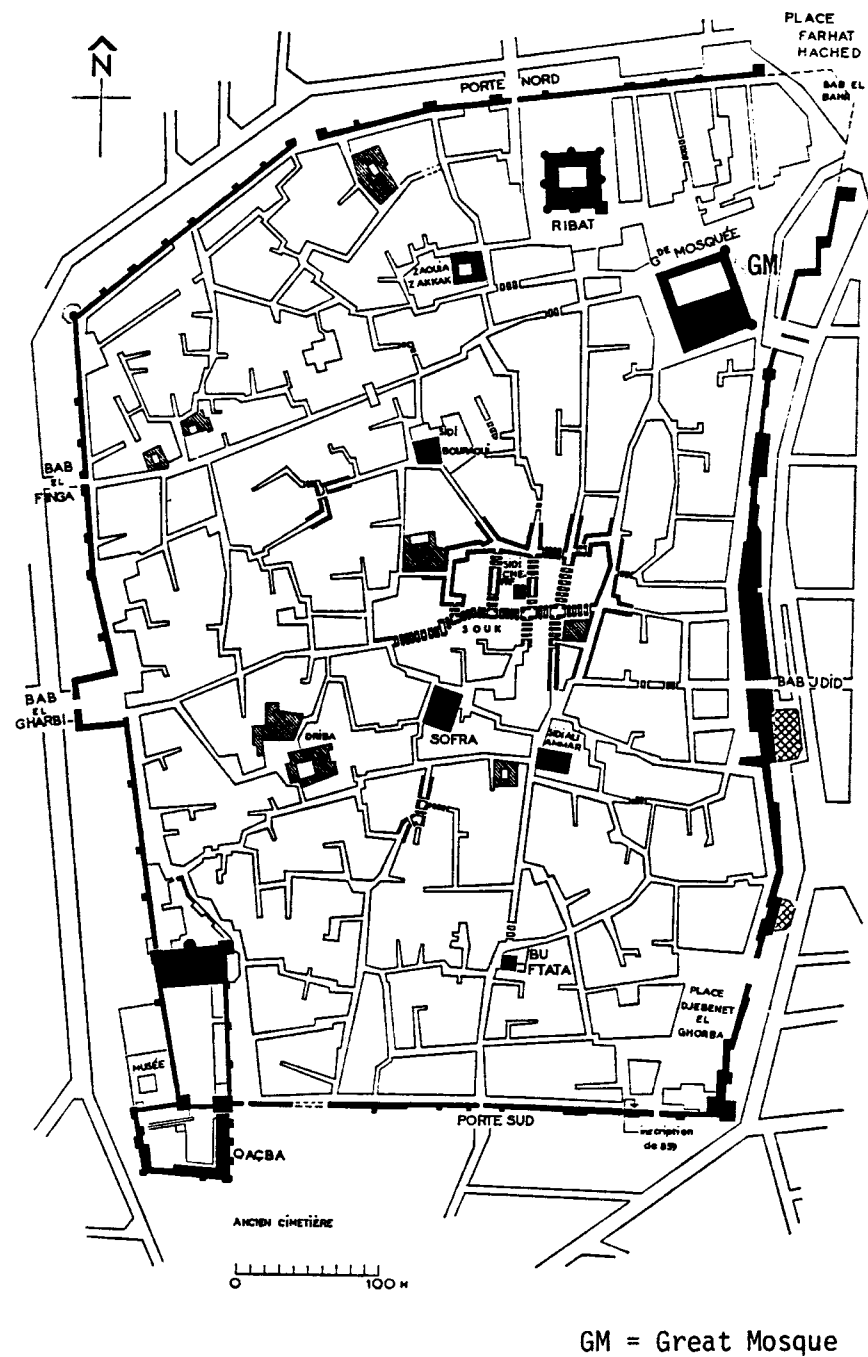 PLACE
FARHAT
HACHED
N
PORTE NORD
BAB EL
BAHR
RIBAT
GDE MOSQUÉE
GM
ZAOUIA
ZAKKAK
SIDI
BOURAOUI
BAB
EL
FINGA
SIDI
SOUK
BAB
EL
GHARBI
BAB JDID
SOFRA
DRIBA
SIDI ALI
AMMAR
BU
FTATA
PLACE
DJEBENET
EL
GHORBA
MUSÉE
PORTE SUD
inscription
de 859
QAÇBA
ANCIEN CIMETIÈRE
0 100 M
GM = Great Mosque